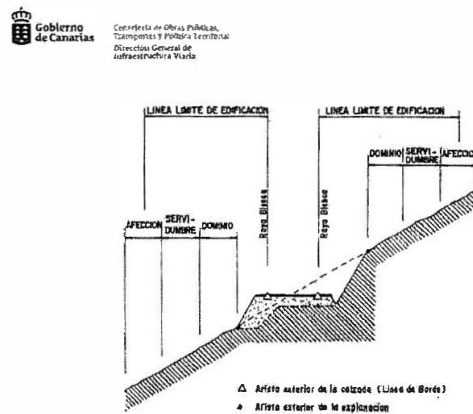 Gobierno
de Canarias
Consejería de Obras Públicas,
Transportes y Política Territorial
Dirección General de
Infraestructura Viaria
LINEA LIMITE DE EDIFICACION
LINEA LIMITE DE EDIFICACION
DOMINIO
SERVI-
DUMBRE
AFECCION
Raya Blanca
Raya Blanca
AFECCION
SERVI-
DUMBRE
DOMINIO
Δ Arista exterior de la calzada (Linea de Borde)
Arista exterior de la explanacion